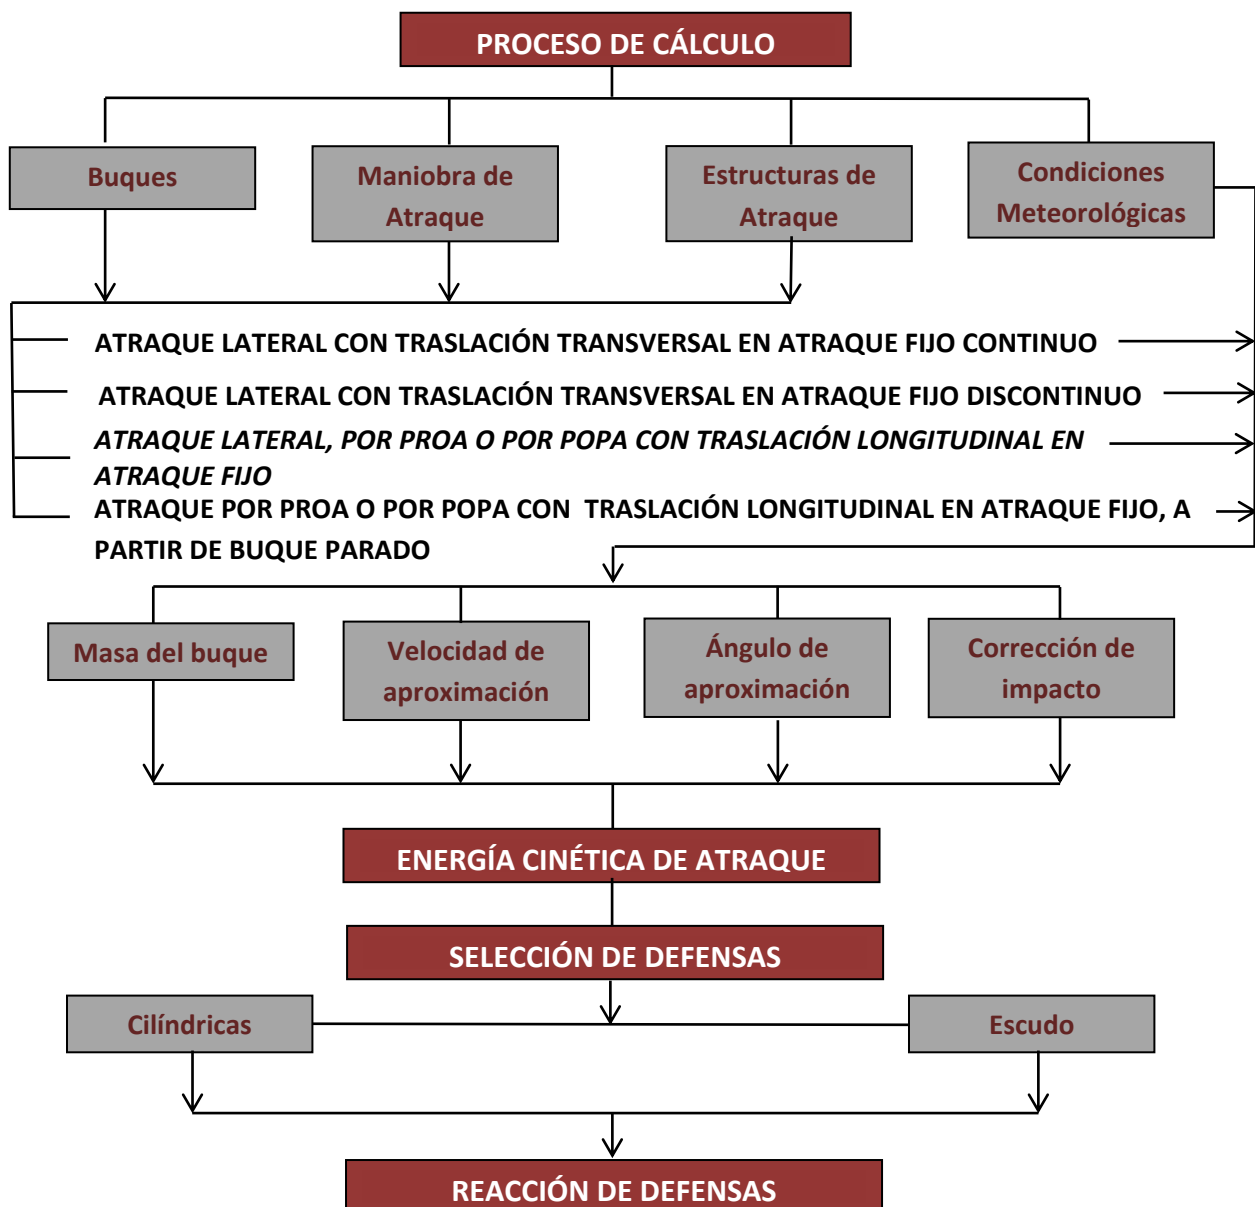 PROCESO DE CÁLCULO
Buques
Maniobra de
Atraque
Estructuras de
Atraque
Condiciones
Meteorológicas
ATRAQUE LATERAL CON TRASLACIÓN TRANSVERSAL EN ATRAQUE FIJO CONTINUO
ATRAQUE LATERAL CON TRASLACIÓN TRANSVERSAL EN ATRAQUE FIJO DISCONTINUO
ATRAQUE LATERAL, POR PROA O POR POPA CON TRASLACIÓN LONGITUDINAL EN
ATRAQUE FIJO
ATRAQUE POR PROA O POR POPA CON TRASLACIÓN LONGITUDINAL EN ATRAQUE FIJO, A
PARTIR DE BUQUE PARADO
Masa del buque
Velocidad de
aproximación
Ángulo de
aproximación
Corrección de
impacto
ENERGÍA CINÉTICA DE ATRAQUE
SELECCIÓN DE DEFENSAS
Cilíndricas
Escudo
REACCIÓN DE DEFENSAS